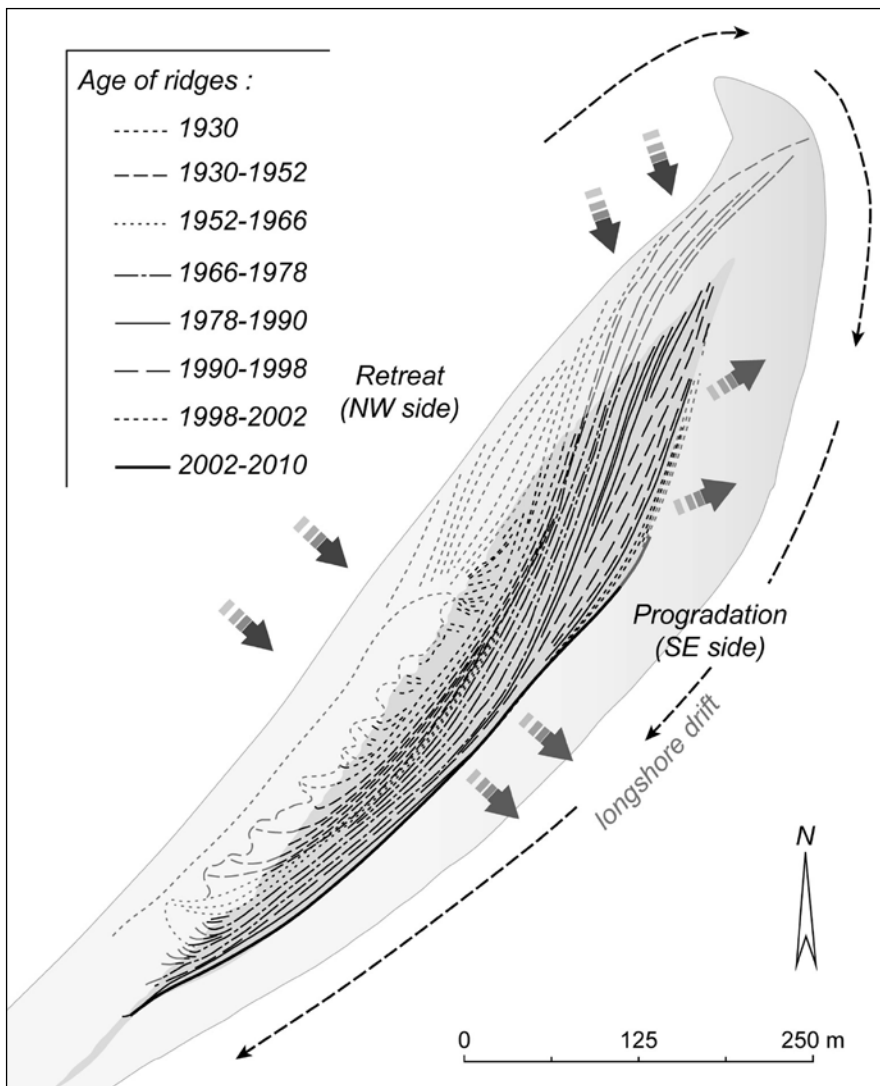 Age of ridges :
1930
1930-1952
1952-1966
1966-1978
1978-1990
1990-1998
1998-2002
2002-2010
Retreat
(NW side)
Progradation
(SE side)
longshore drift
N
0 125 250 m